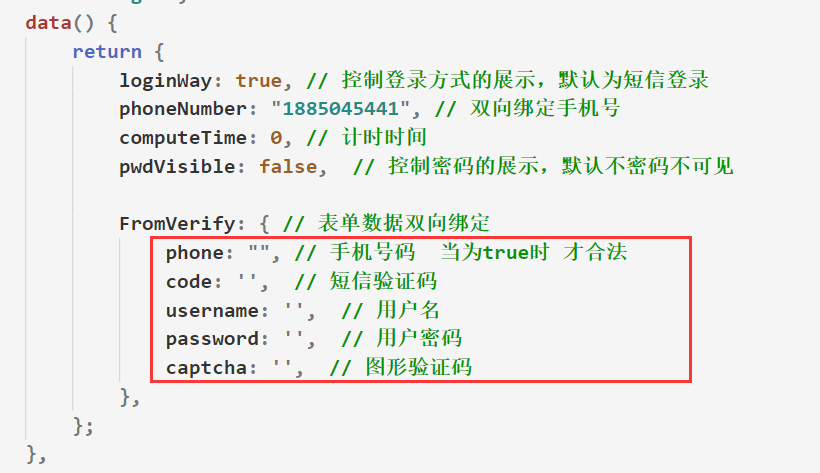 data() {
return {
loginWay: true, // 控制登录方式的展示，默认为短信登录
phoneNumber: "1885045441", // 双向绑定手机号
computeTime: 0, // 计时时间
pwdVisible: false,  // 控制密码的展示，默认不密码不可见
FromVerify: { // 表单数据双向绑定
phone: "", // 手机号码  当为true时 才合法
code: '',  // 短信验证码
username: '',  // 用户名
password: '',  // 用户密码
captcha: '',  // 图形验证码
},
};
},